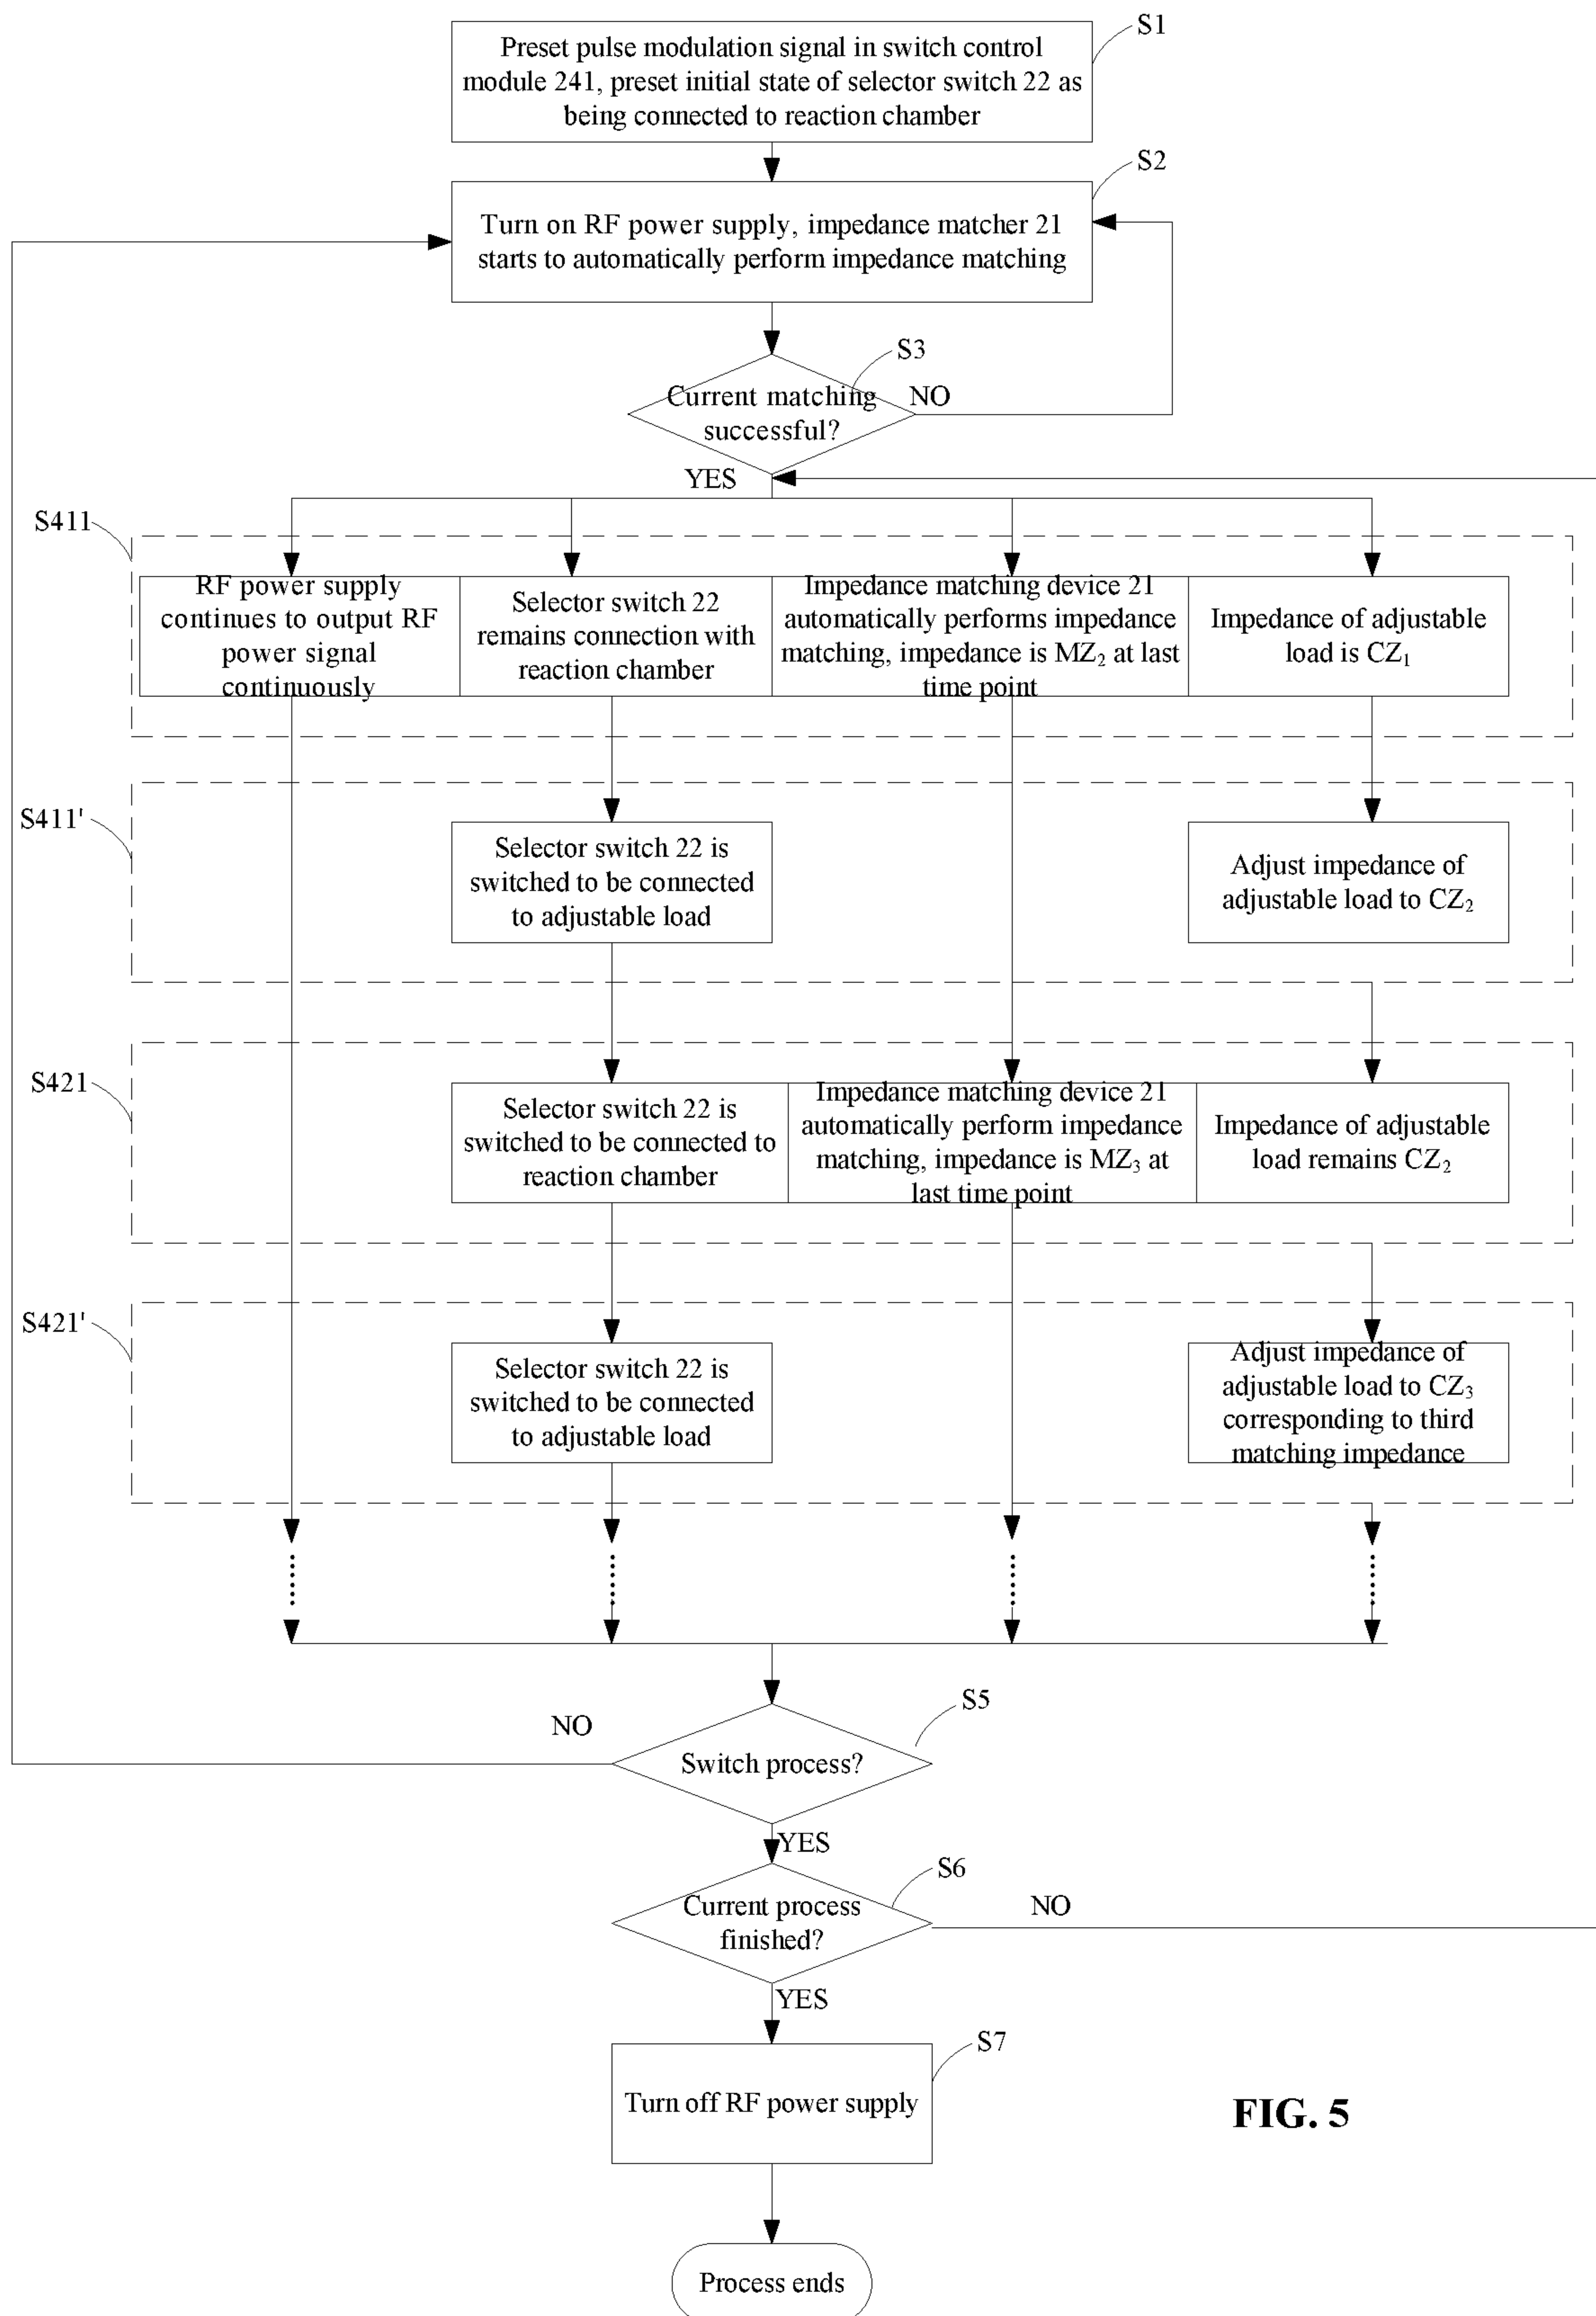 S1
Preset pulse modulation signal in switch control
module 241, preset initial state of selector switch 22 as
being connected to reaction chamber
S2
Turn on RF power supply, impedance matcher 21
starts to automatically perform impedance matching
S3
Current matching
successful?
NO
YES
S411
RF power supply
continues to output RF
power signal
continuously
Selector switch 22
remains connection with
reaction chamber
Impedance matching device 21
automatically performs impedance
matching, impedance is MZ₂ at last
time point
Impedance of adjustable
load is CZ₁
S411'
Selector switch 22 is
switched to be connected
to adjustable load
Adjust impedance of
adjustable load to CZ₂
S421
Selector switch 22 is
switched to be connected to
reaction chamber
Impedance matching device 21
automatically perform impedance
matching, impedance is MZ₃ at
last time point
Impedance of adjustable
load remains CZ₂
S421'
Selector switch 22 is
switched to be connected
to adjustable load
Adjust impedance of
adjustable load to CZ₃
corresponding to third
matching impedance
S5
NO
Switch process?
YES
S6
Current process
finished?
NO
YES
S7
Turn off RF power supply
FIG. 5
Process ends